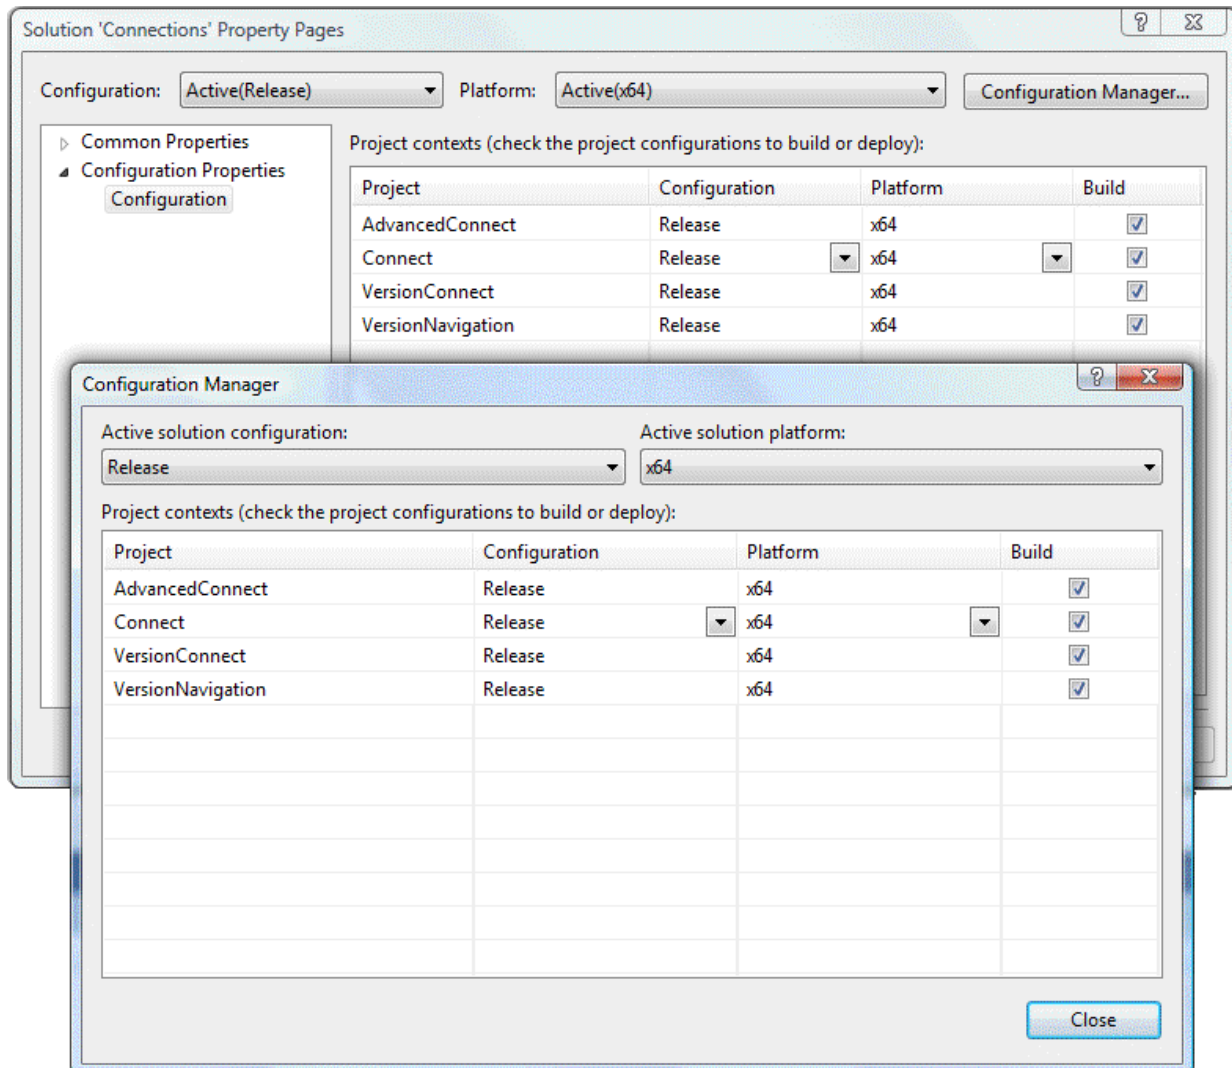 Solution 'Connections' Property Pages
Configuration: Active(Release) Platform: Active(x64) Configuration Manager...
Common Properties
Configuration Properties
Configuration
Project contexts (check the project configurations to build or deploy):
Project Configuration Platform Build
AdvancedConnect Release x64
Connect Release x64
VersionConnect Release x64
VersionNavigation Release x64
Configuration Manager
Active solution configuration: Active solution platform:
Release x64
Project contexts (check the project configurations to build or deploy):
Project Configuration Platform Build
AdvancedConnect Release x64
Connect Release x64
VersionConnect Release x64
VersionNavigation Release x64
Close